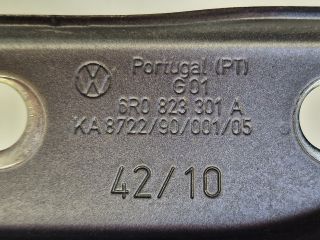 Portugal (PT)
G01
6R0 823 301 A
KA 8722/90/001/05
42/10